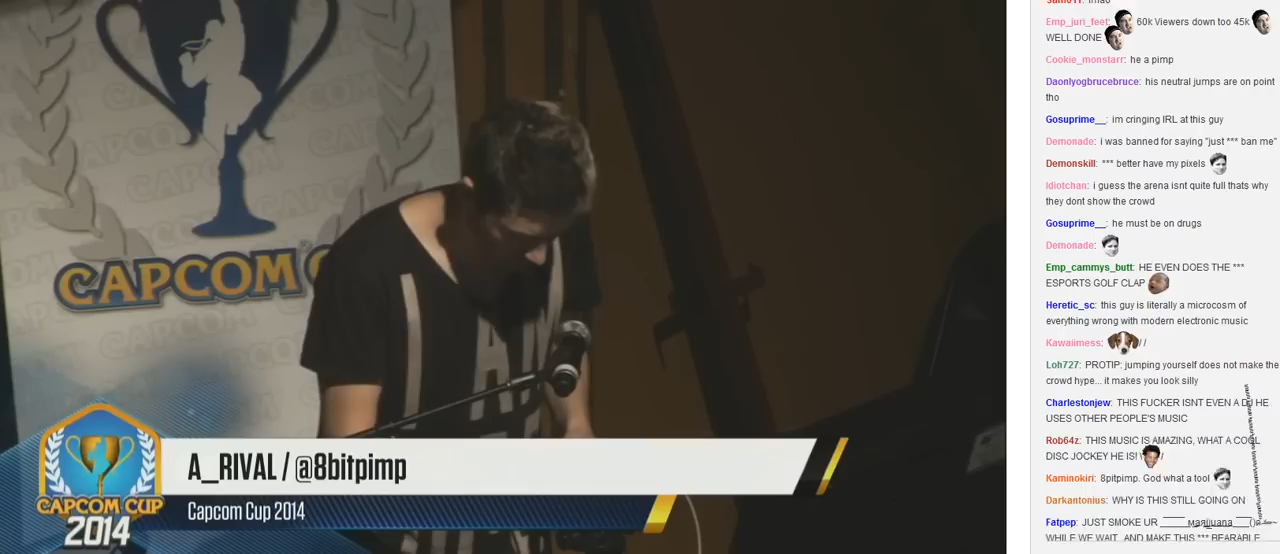 CAPCOM
A_RIVAL / @8bitpimp
Capcom Cup 2014
CAPCOM CUP
2014
Emp_juri_feet: 60k Viewers down too 45k
WELL DONE
Cookie_monstarr: he a pimp
Daonlyogbrucebruce: his neutral jumps are on point
tho
Gosuprime__: im cringing IRL at this guy
Demonade: i was banned for saying "just *** ban me"
Demonskill: *** better have my pixels
Idiotchan: i guess the arena isnt quite full thats why
they dont show the crowd
Gosuprime__: he must be on drugs
Demonade:
Emp_cammys_butt: HE EVEN DOES THE ***
ESPORTS GOLF CLAP
Heretic_sc: this guy is literally a microcosm of
everything wrong with modern electronic music
Kawaiimess: \ / /
Loh727: PROTIP: jumping yourself does not make the
crowd hype... it makes you look silly
Charlestonjew: THIS FUCKER ISNT EVEN A DJ HE
USES OTHER PEOPLE'S MUSIC
Rob64z: THIS MUSIC IS AMAZING, WHAT A COOL
DISC JOCKEY HE IS! \ /
Kaminokiri: 8bitpimp. God what a tool
Darkantonius: WHY IS THIS STILL GOING ON
Fatpep: JUST SMOKE UR
WHILE WE WAIT AND MAKE THIS *** BEARABLE